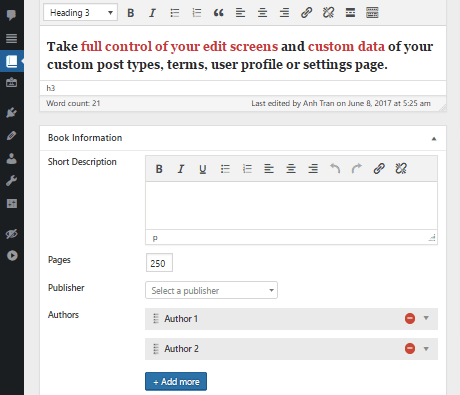 Heading 3
Take full control of your edit screens and custom data of your
custom post types, terms, user profile or settings page.
h3
Word count: 21 Last edited by Anh Tran on June 8, 2017 at 5:25 am
Book Information
Short Description
p
Pages
250
Publisher
Select a publisher
Authors
Author 1
Author 2
+ Add more